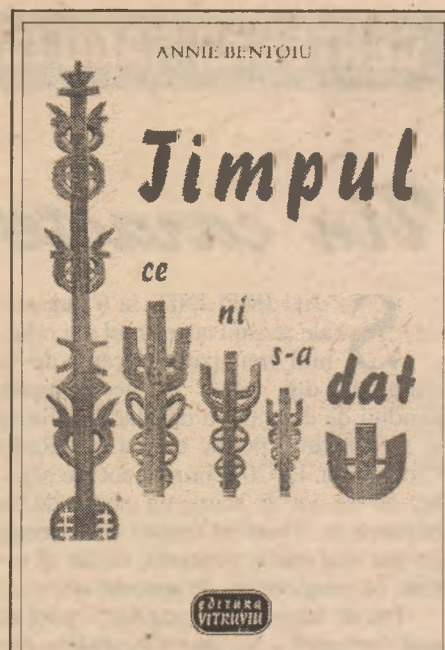 ANNIE BENTOIU
Timpul
ce
ni
s-a
dat
editura
VITRUVIU